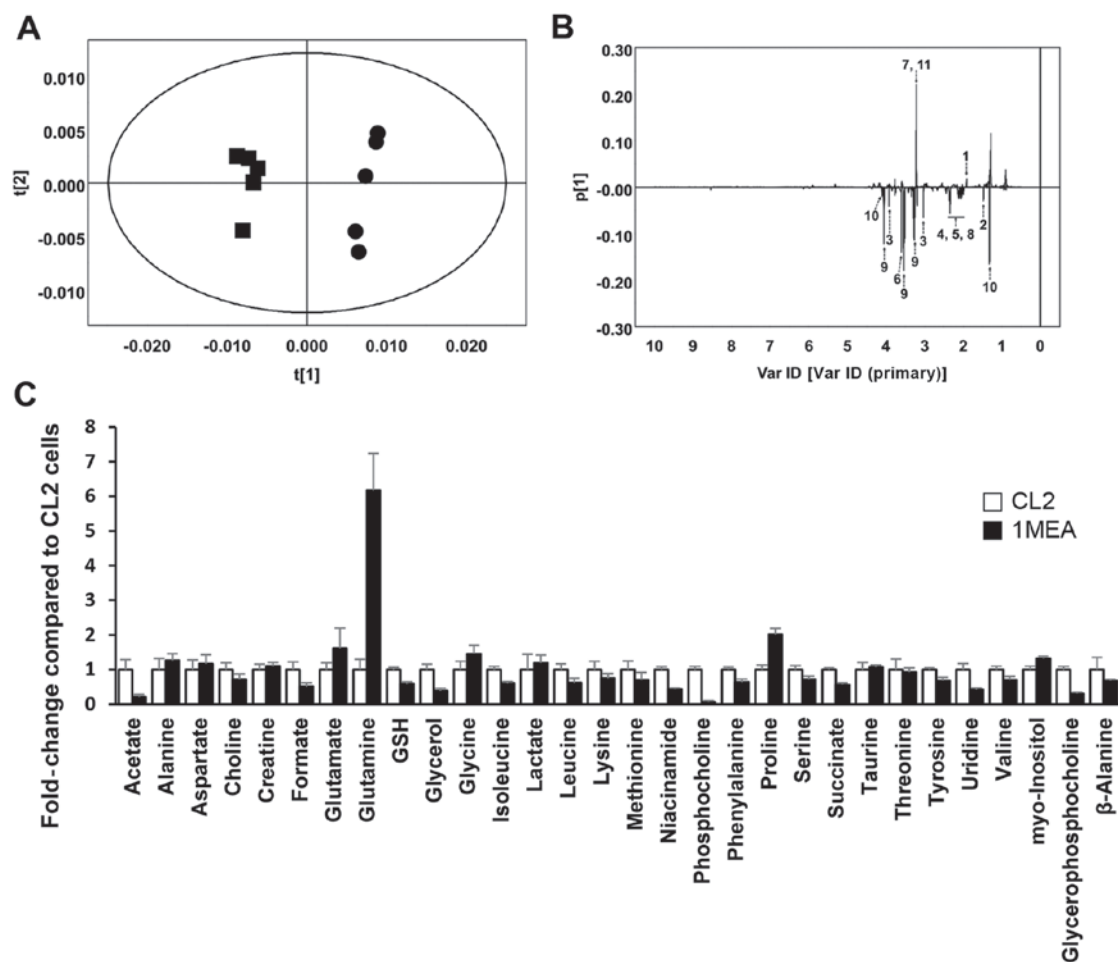 A
0.010
0.005
0.000
-0.005
-0.010
t[2]
-0.020
-0.010
0.000
0.010
0.020
t[1]
B
0.30
0.20
0.10
-0.00
-0.10
-0.20
-0.30
p[1]
7, 11
1
10
3
4, 5, 8
2
9
6
9
9
3
10
10
9
8
7
6
5
4
3
2
1
0
Var ID [Var ID (primary)]
C
Fold-change compared to CL2 cells
8
7
6
5
4
3
2
1
0
CL2
1MEA
Acetate
Alanine
Aspartate
Choline
Creatine
Formate
Glutamate
Glutamine
GSH
Glycerol
Glycine
Isoleucine
Lactate
Leucine
Lysine
Methionine
Niacinamide
Phosphocholine
Phenylalanine
Proline
Serine
Succinate
Taurine
Threonine
Tyrosine
Uridine
Valine
myo-Inositol
Glycerophosphocholine
β-Alanine